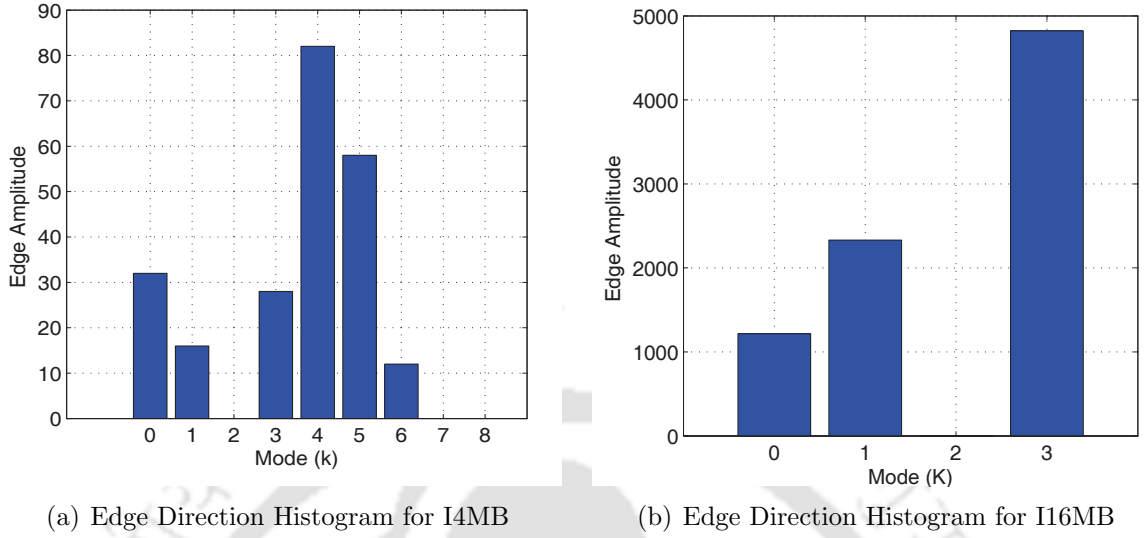 90
80
70
60
50
40
30
20
10
0
Edge Amplitude
0 1 2 3 4 5 6 7 8
Mode (k)
(a) Edge Direction Histogram for I4MB
5000
4000
3000
2000
1000
0
Edge Amplitude
0 1 2 3
Mode (K)
(b) Edge Direction Histogram for I16MB